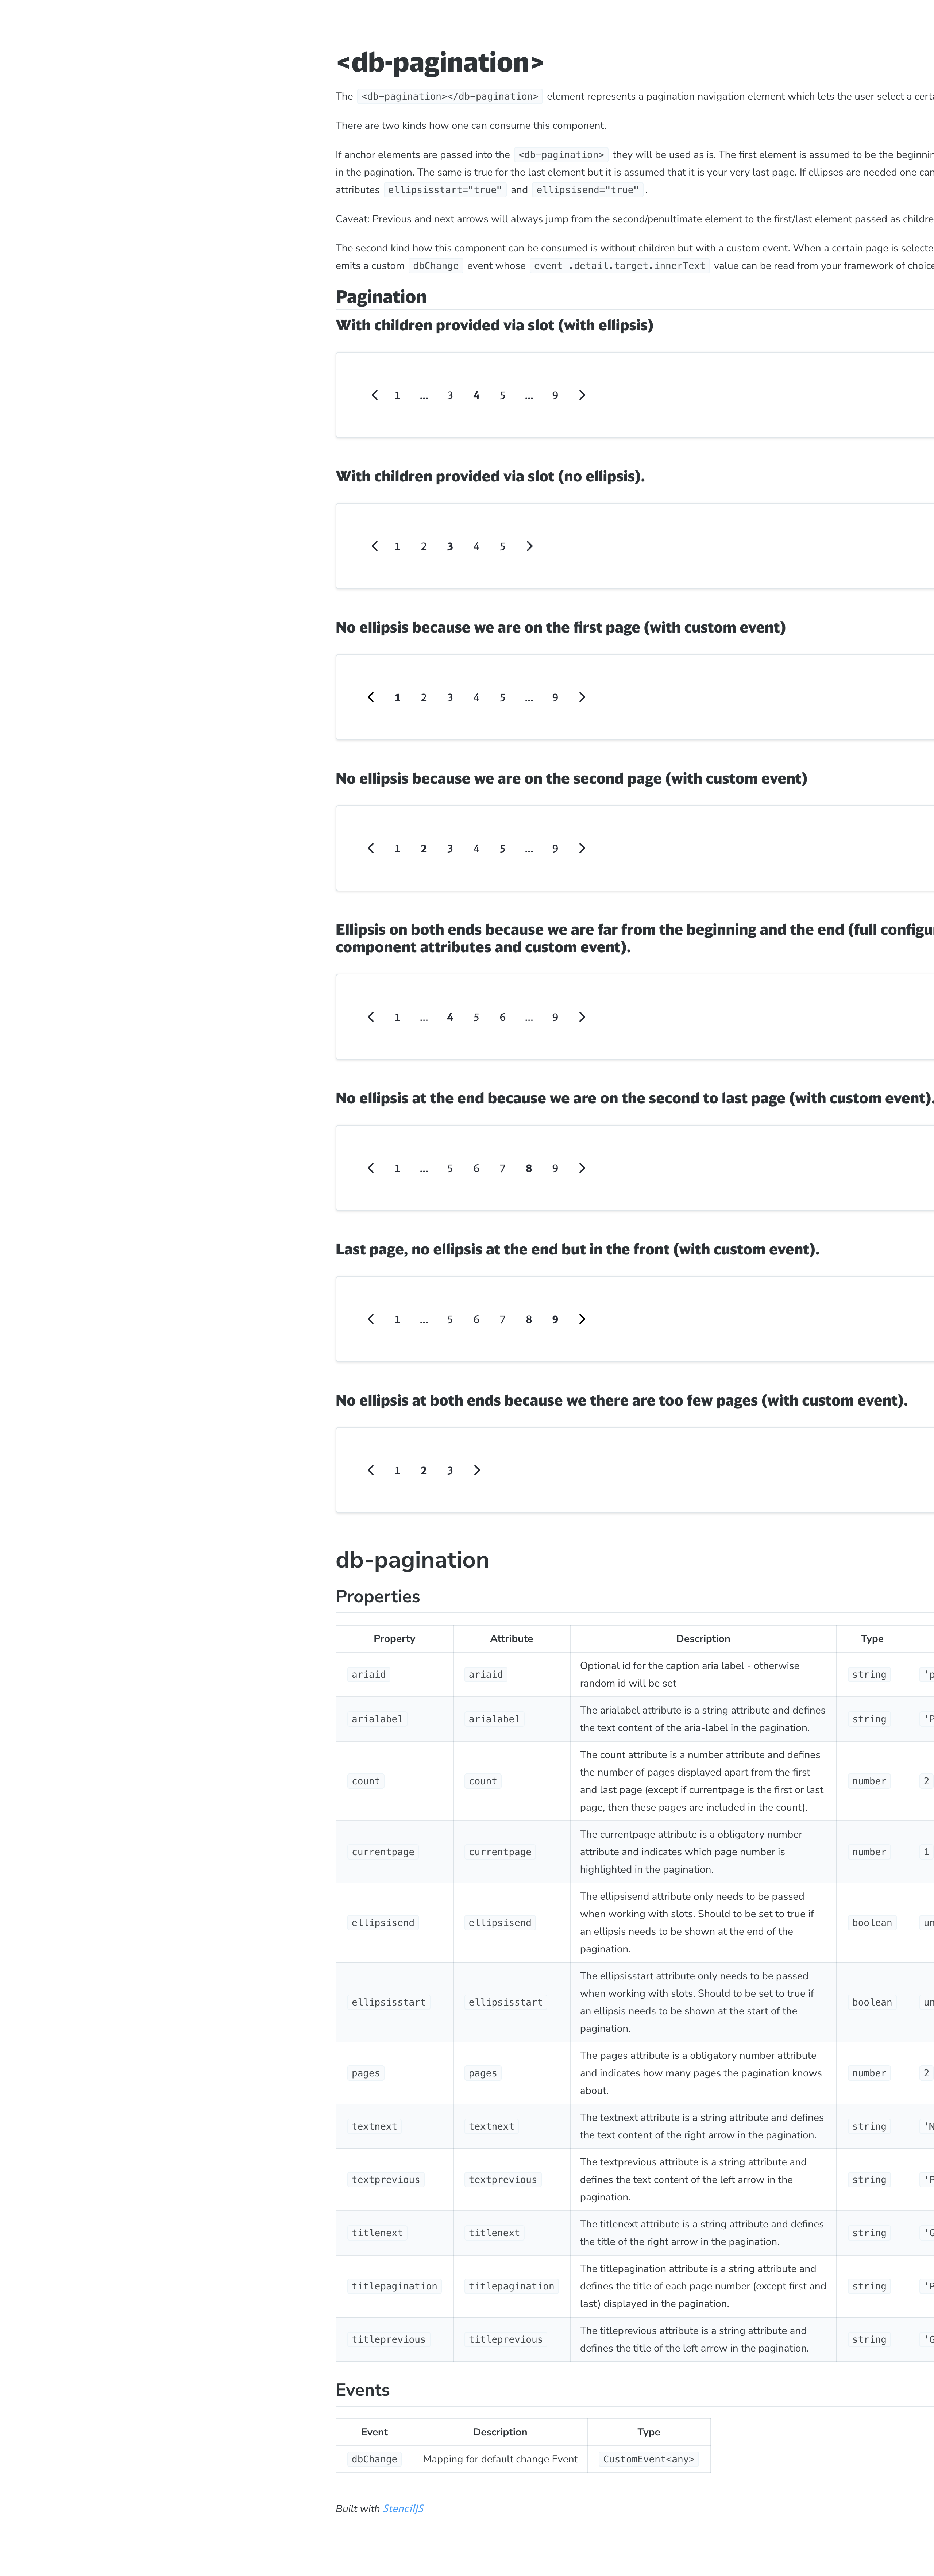 <db-pagination>
The <db-pagination></db-pagination> element represents a pagination navigation element which lets the user select a
There are two kinds how one can consume this component.
If anchor elements are passed into the <db-pagination> they will be used as is. The first element is assumed to be the
in the pagination. The same is true for the last element but it is assumed that it is your very last page. If ellipses are needed one can
attributes ellipsisstart="true" and ellipsisend="true" .
Caveat: Previous and next arrows will always jump from the second/penultimate element to the first/last element passed as
The second kind how this component can be consumed is without children but with a custom event. When a certain page is
emits a custom dbChange event whose event .detail.target.innerText value can be read from your framework of
Pagination
With children provided via slot (with ellipsis)
1 ... 3 4 5 ... 9
With children provided via slot (no ellipsis).
1 2 3 4 5
No ellipsis because we are on the first page (with custom event)
1 2 3 4 5 ... 9
No ellipsis because we are on the second page (with custom event)
1 2 3 4 5 ... 9
Ellipsis on both ends because we are far from the beginning and the end (full
component attributes and custom event).
1 ... 4 5 6 ... 9
No ellipsis at the end because we are on the second to last page (with custom event).
1 ... 5 6 7 8 9
Last page, no ellipsis at the end but in the front (with custom event).
1 ... 5 6 7 8 9
No ellipsis at both ends because we there are too few pages (with custom event).
1 2 3
db-pagination
Properties
Property Attribute Description Type
ariaid ariaid Optional id for the caption aria label - otherwise string
random id will be set
arialabel arialabel The arialabel attribute is a string attribute and defines string
the text content of the aria-label in the pagination.
The count attribute is a number attribute and defines
the number of pages displayed apart from the first
count count and last page (except if currentpage is the first or last number 2
page, then these pages are included in the count).
The currentpage attribute is a obligatory number
currentpage currentpage attribute and indicates which page number is number 1
highlighted in the pagination.
The ellipsisend attribute only needs to be passed
when working with slots. Should to be set to true if
ellipsisend ellipsisend an ellipsis needs to be shown at the end of the boolean
pagination.
The ellipsisstart attribute only needs to be passed
when working with slots. Should to be set to true if
ellipsisstart ellipsisstart an ellipsis needs to be shown at the start of the boolean
pagination.
The pages attribute is a obligatory number attribute
pages pages and indicates how many pages the pagination knows number 2
about.
textnext textnext The textnext attribute is a string attribute and defines string
the text content of the right arrow in the pagination.
The textprevious attribute is a string attribute and
textprevious textprevious defines the text content of the left arrow in the string
pagination.
titlenext titlenext The titlenext attribute is a string attribute and defines string
the title of the right arrow in the pagination.
The titlepagination attribute is a string attribute and
titlepagination titlepagination defines the title of each page number (except first and string
last) displayed in the pagination.
titleprevious titleprevious The titleprevious attribute is a string attribute and string
defines the title of the left arrow in the pagination.
Events
Event Description Type
dbChange Mapping for default change Event CustomEvent<any>
Built with StencilJS